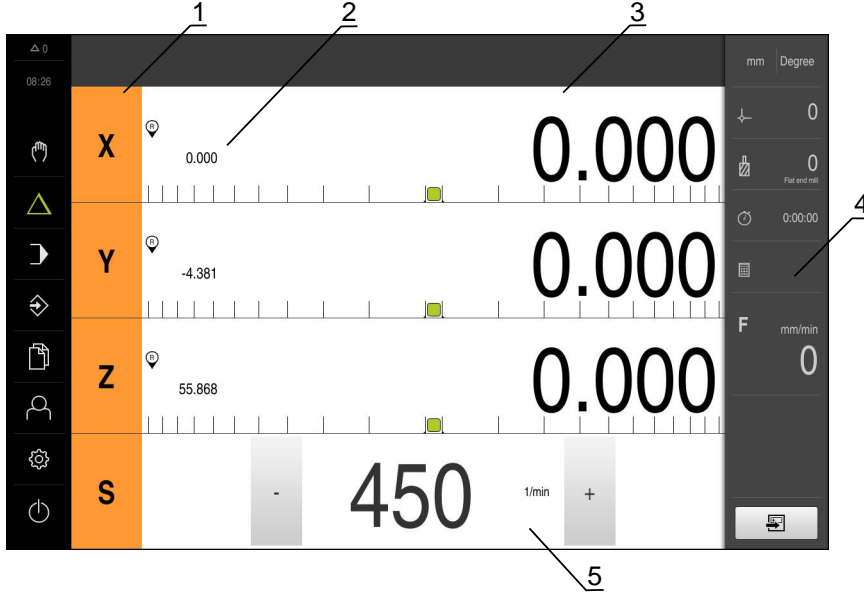 1
2
3
△ 0
mm Degree
08:26
X
R
0.000
0.000
0
0
Flat end mill
Y
R
-4.381
0.000
0:00:00
4
F
mm/min
0
Z
R
55.868
0.000
S
-
450
1/min
+
5